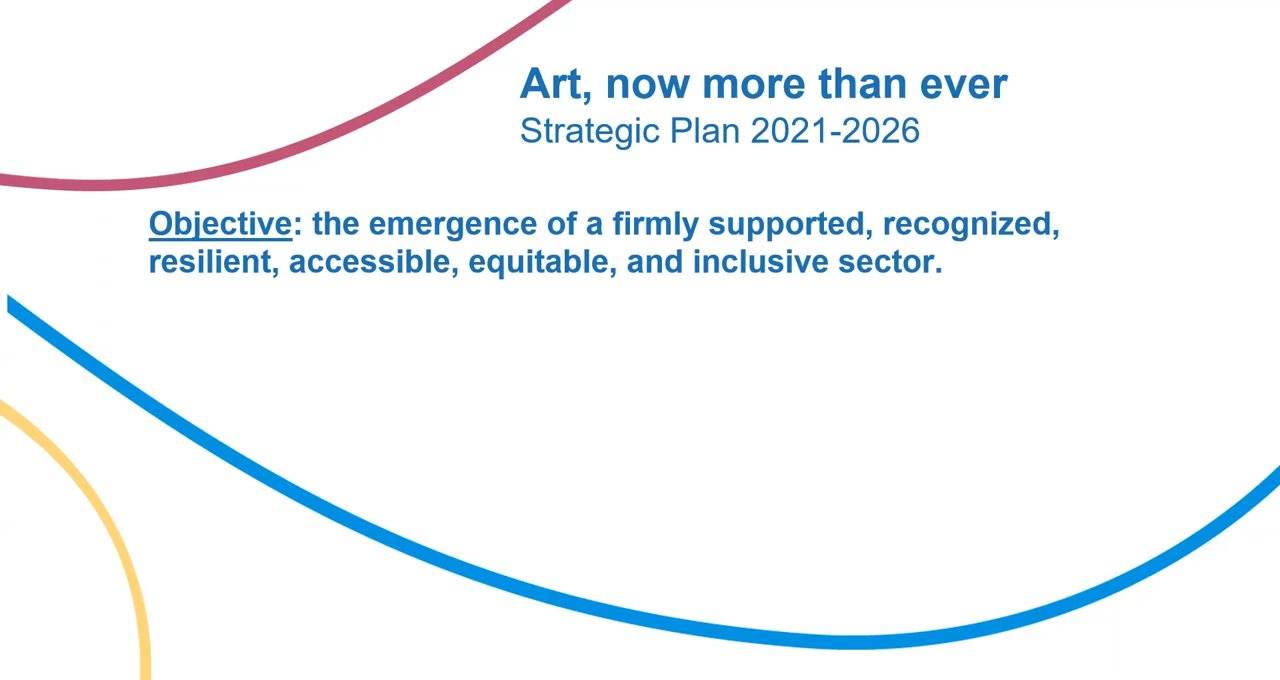 Art, now more than ever
Strategic Plan 2021-2026
Objective: the emergence of a firmly supported, recognized,
resilient, accessible, equitable, and inclusive sector.